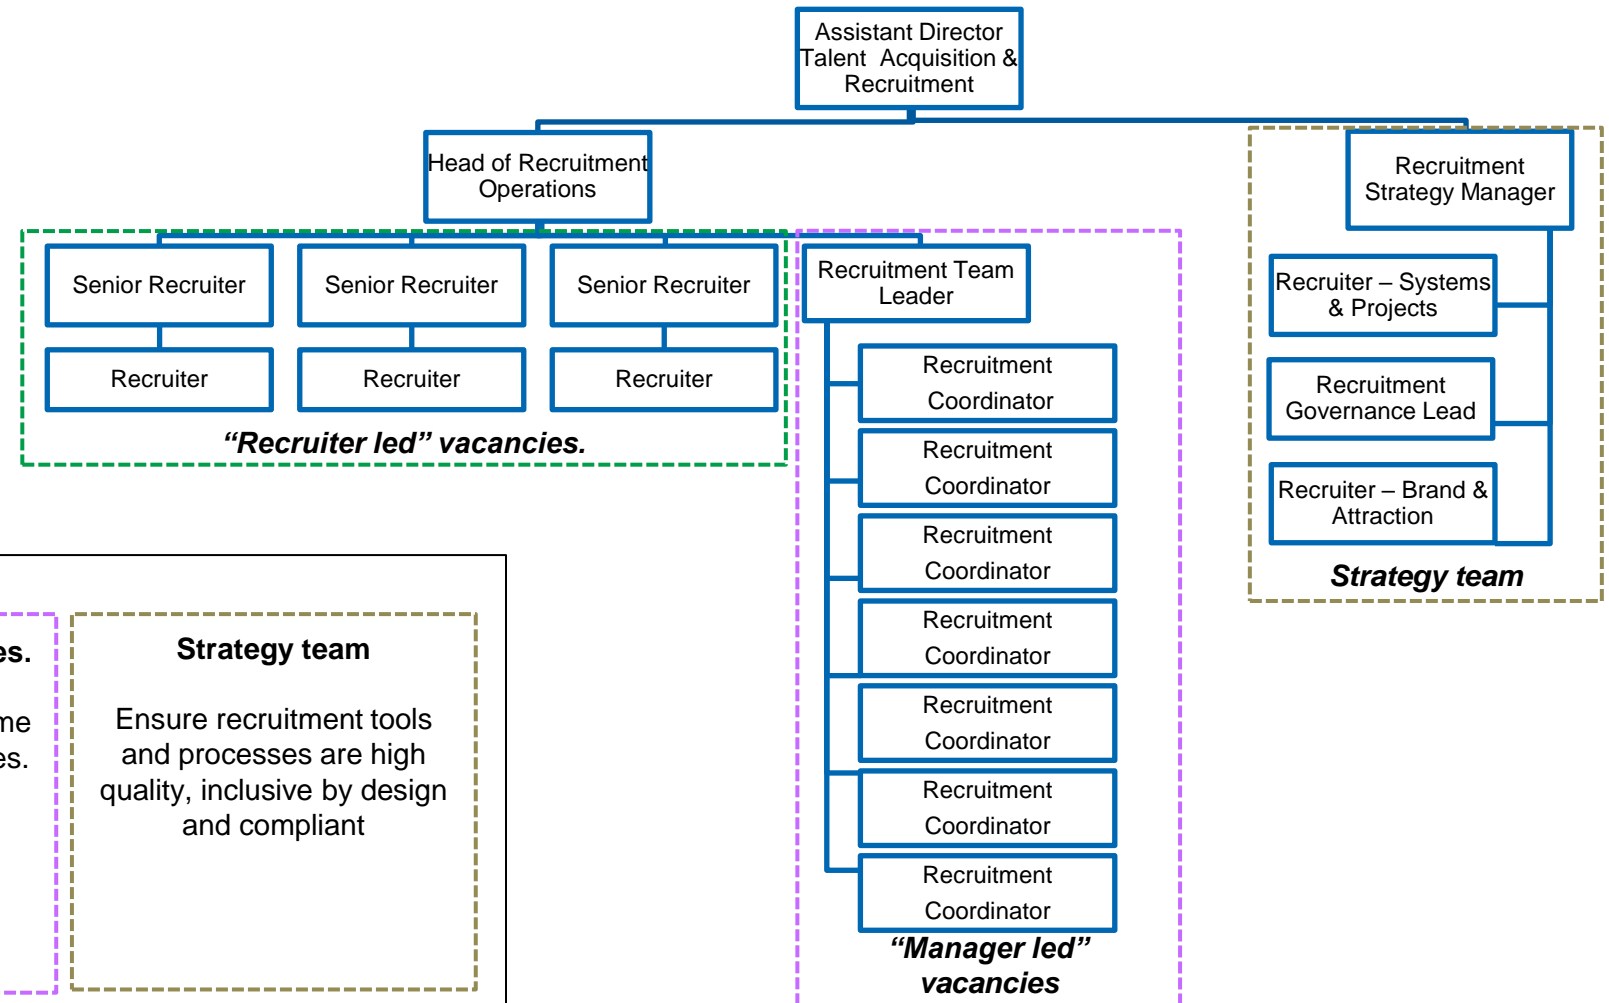 Assistant Director
Talent Acquisition &
Recruitment
Head of Recruitment
Operations
Recruitment
Strategy Manager
Senior Recruiter
Senior Recruiter
Senior Recruiter
Recruitment Team
Leader
Recruiter
Recruiter
Recruiter
“Recruiter led” vacancies.
Recruitment
Coordinator
Recruitment
Coordinator
Recruitment
Coordinator
Recruitment
Coordinator
Recruitment
Coordinator
Recruitment
Coordinator
Recruitment
Coordinator
“Manager led”
vacancies
Recruiter – Systems
& Projects
Recruitment
Governance Lead
Recruiter – Brand &
Attraction
Strategy team
Strategy team
Ensure recruitment tools
and processes are high
quality, inclusive by design
and compliant